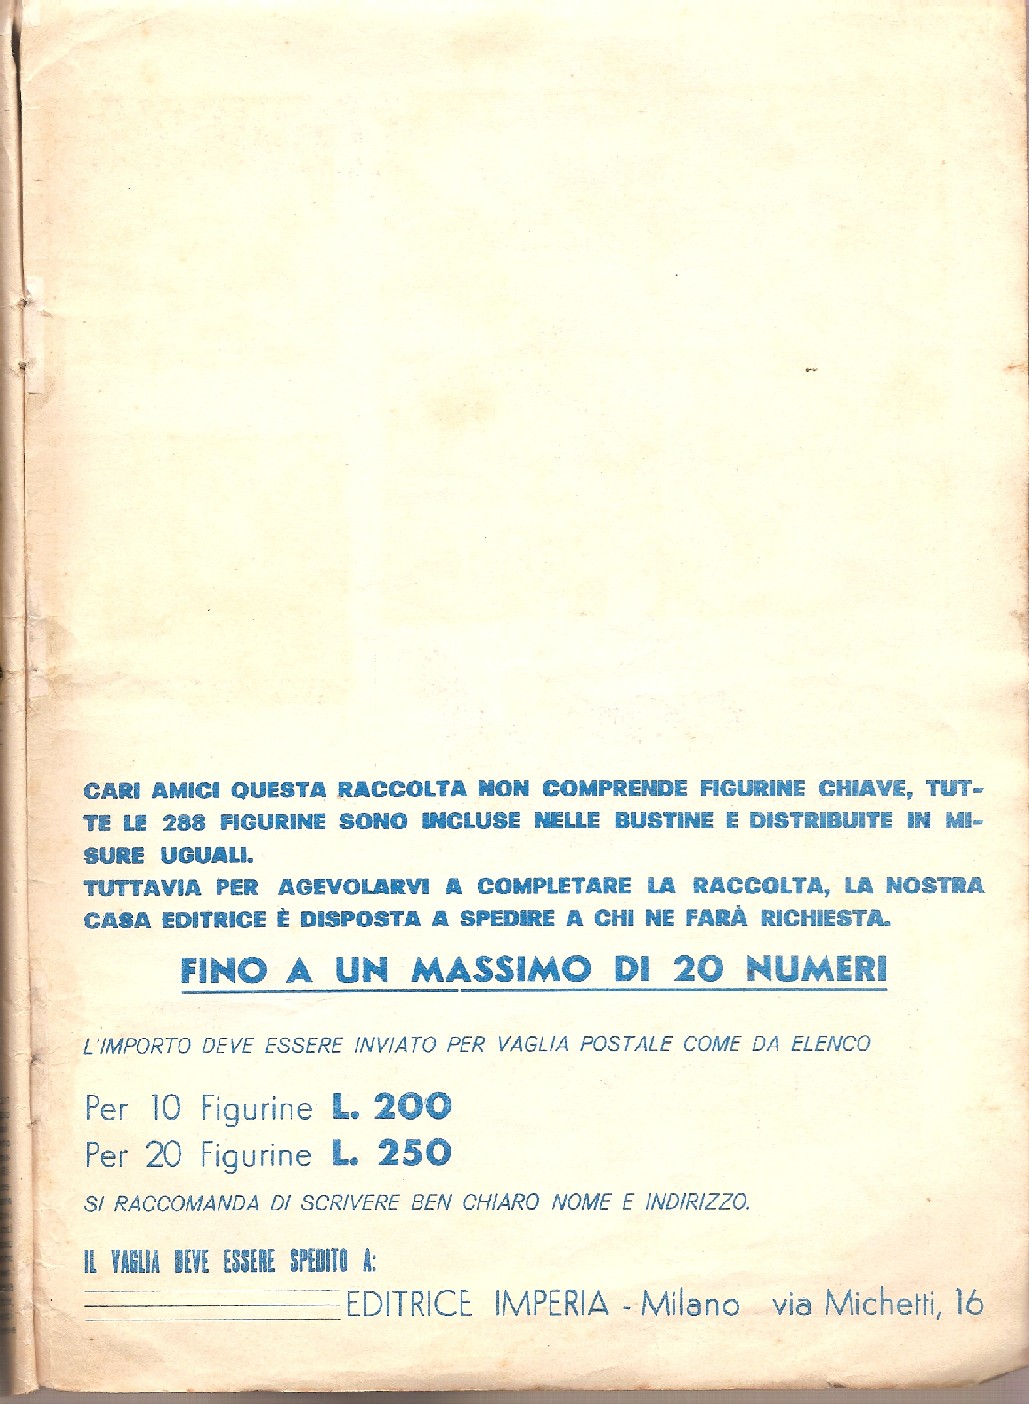 CARI AMICI QUESTA RACCOLTA NON COMPRENDE FIGURINE CHIAVE, TUT-
TE LE 288 FIGURINE SONO INCLUSE NELLE BUSTINE E DISTRIBUITE IN MI-
SURE UGUALI.
TUTTAVIA PER AGEVOLARVI A COMPLETARE LA RACCOLTA, LA NOSTRA
CASA EDITRICE È DISPOSTA A SPEDIRE A CHI NE FARÀ RICHIESTA.
FINO A UN MASSIMO DI 20 NUMERI
L'IMPORTO DEVE ESSERE INVIATO PER VAGLIA POSTALE COME DA ELENCO
Per 10 Figurine L. 200
Per 20 Figurine L. 250
SI RACCOMANDA DI SCRIVERE BEN CHIARO NOME E INDIRIZZO.
IL VAGLIA DEVE ESSERE SPEDITO A:
EDITRICE IMPERIA - Milano via Michetti, 16